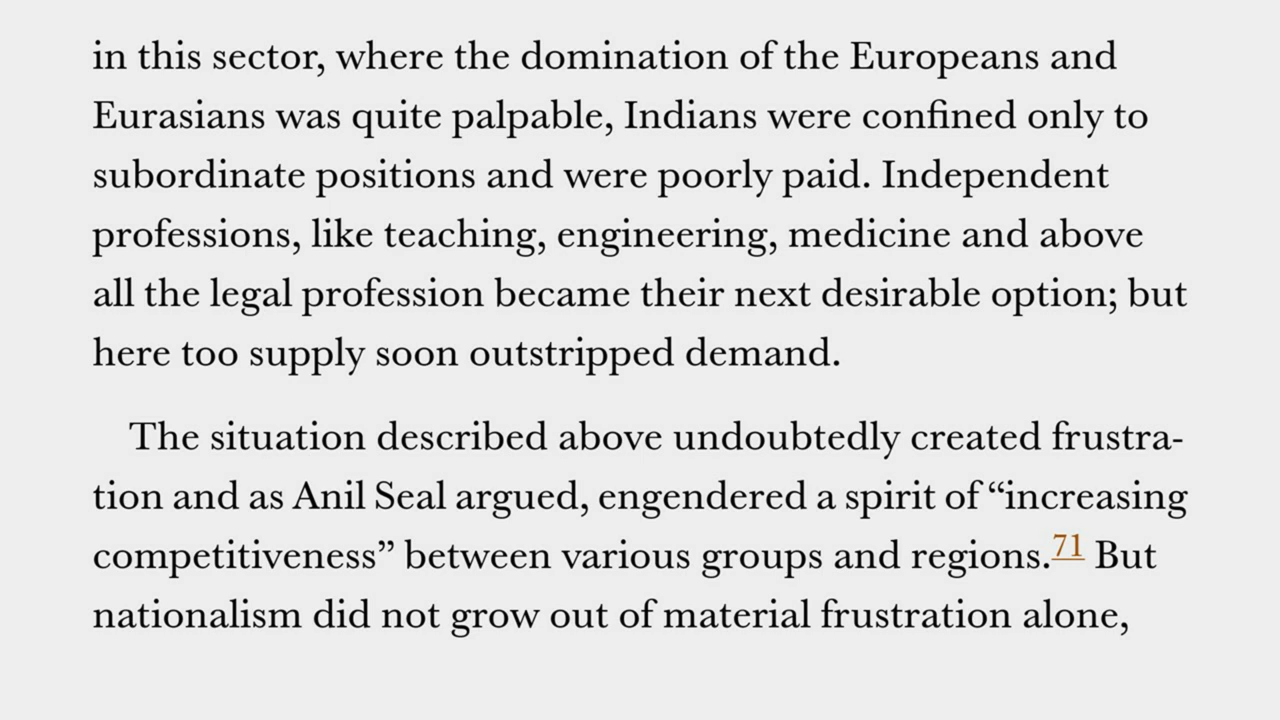 in this sector, where the domination of the Europeans and
Eurasians was quite palpable, Indians were confined only to
subordinate positions and were poorly paid. Independent
professions, like teaching, engineering, medicine and above
all the legal profession became their next desirable option; but
here too supply soon outstripped demand.
The situation described above undoubtedly created frustra-
tion and as Anil Seal argued, engendered a spirit of “increasing
competitiveness” between various groups and regions.71 But
nationalism did not grow out of material frustration alone,